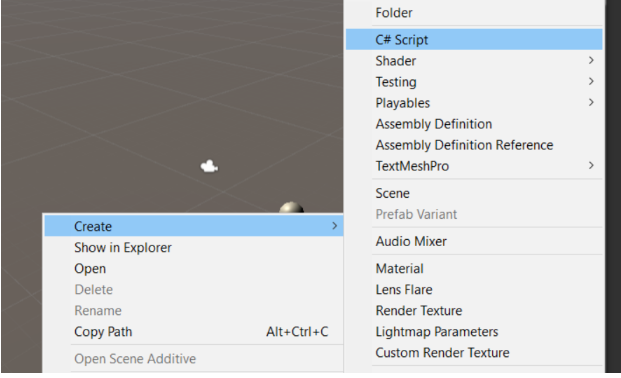 Folder
C# Script
Shader
Testing
Playables
Assembly Definition
Assembly Definition Reference
TextMeshPro
Scene
Prefab Variant
Audio Mixer
Material
Lens Flare
Render Texture
Lightmap Parameters
Custom Render Texture
Create
Show in Explorer
Open
Delete
Rename
Copy Path Alt+Ctrl+C
Open Scene Additive